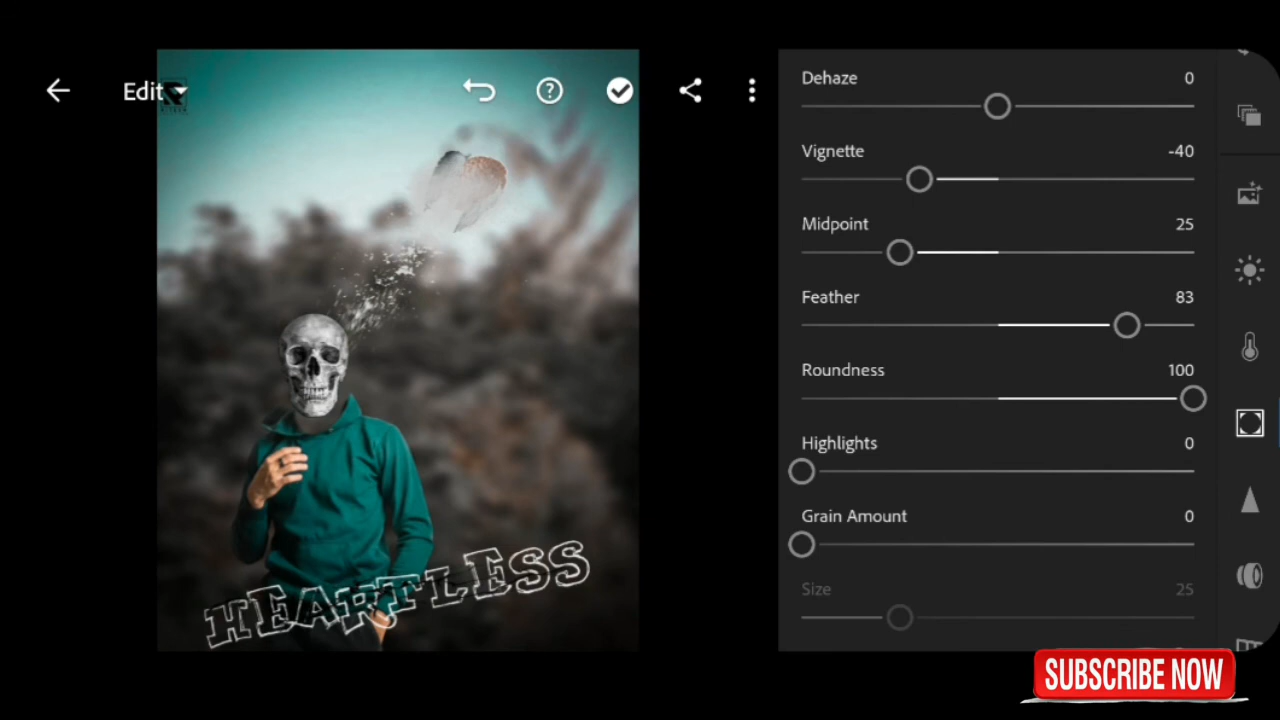 Edit
Dehaze 0
Vignette -40
Midpoint 25
Feather 83
Roundness 100
Highlights 0
Grain Amount 0
Size 25
HEARTLESS
SUBSCRIBE NOW